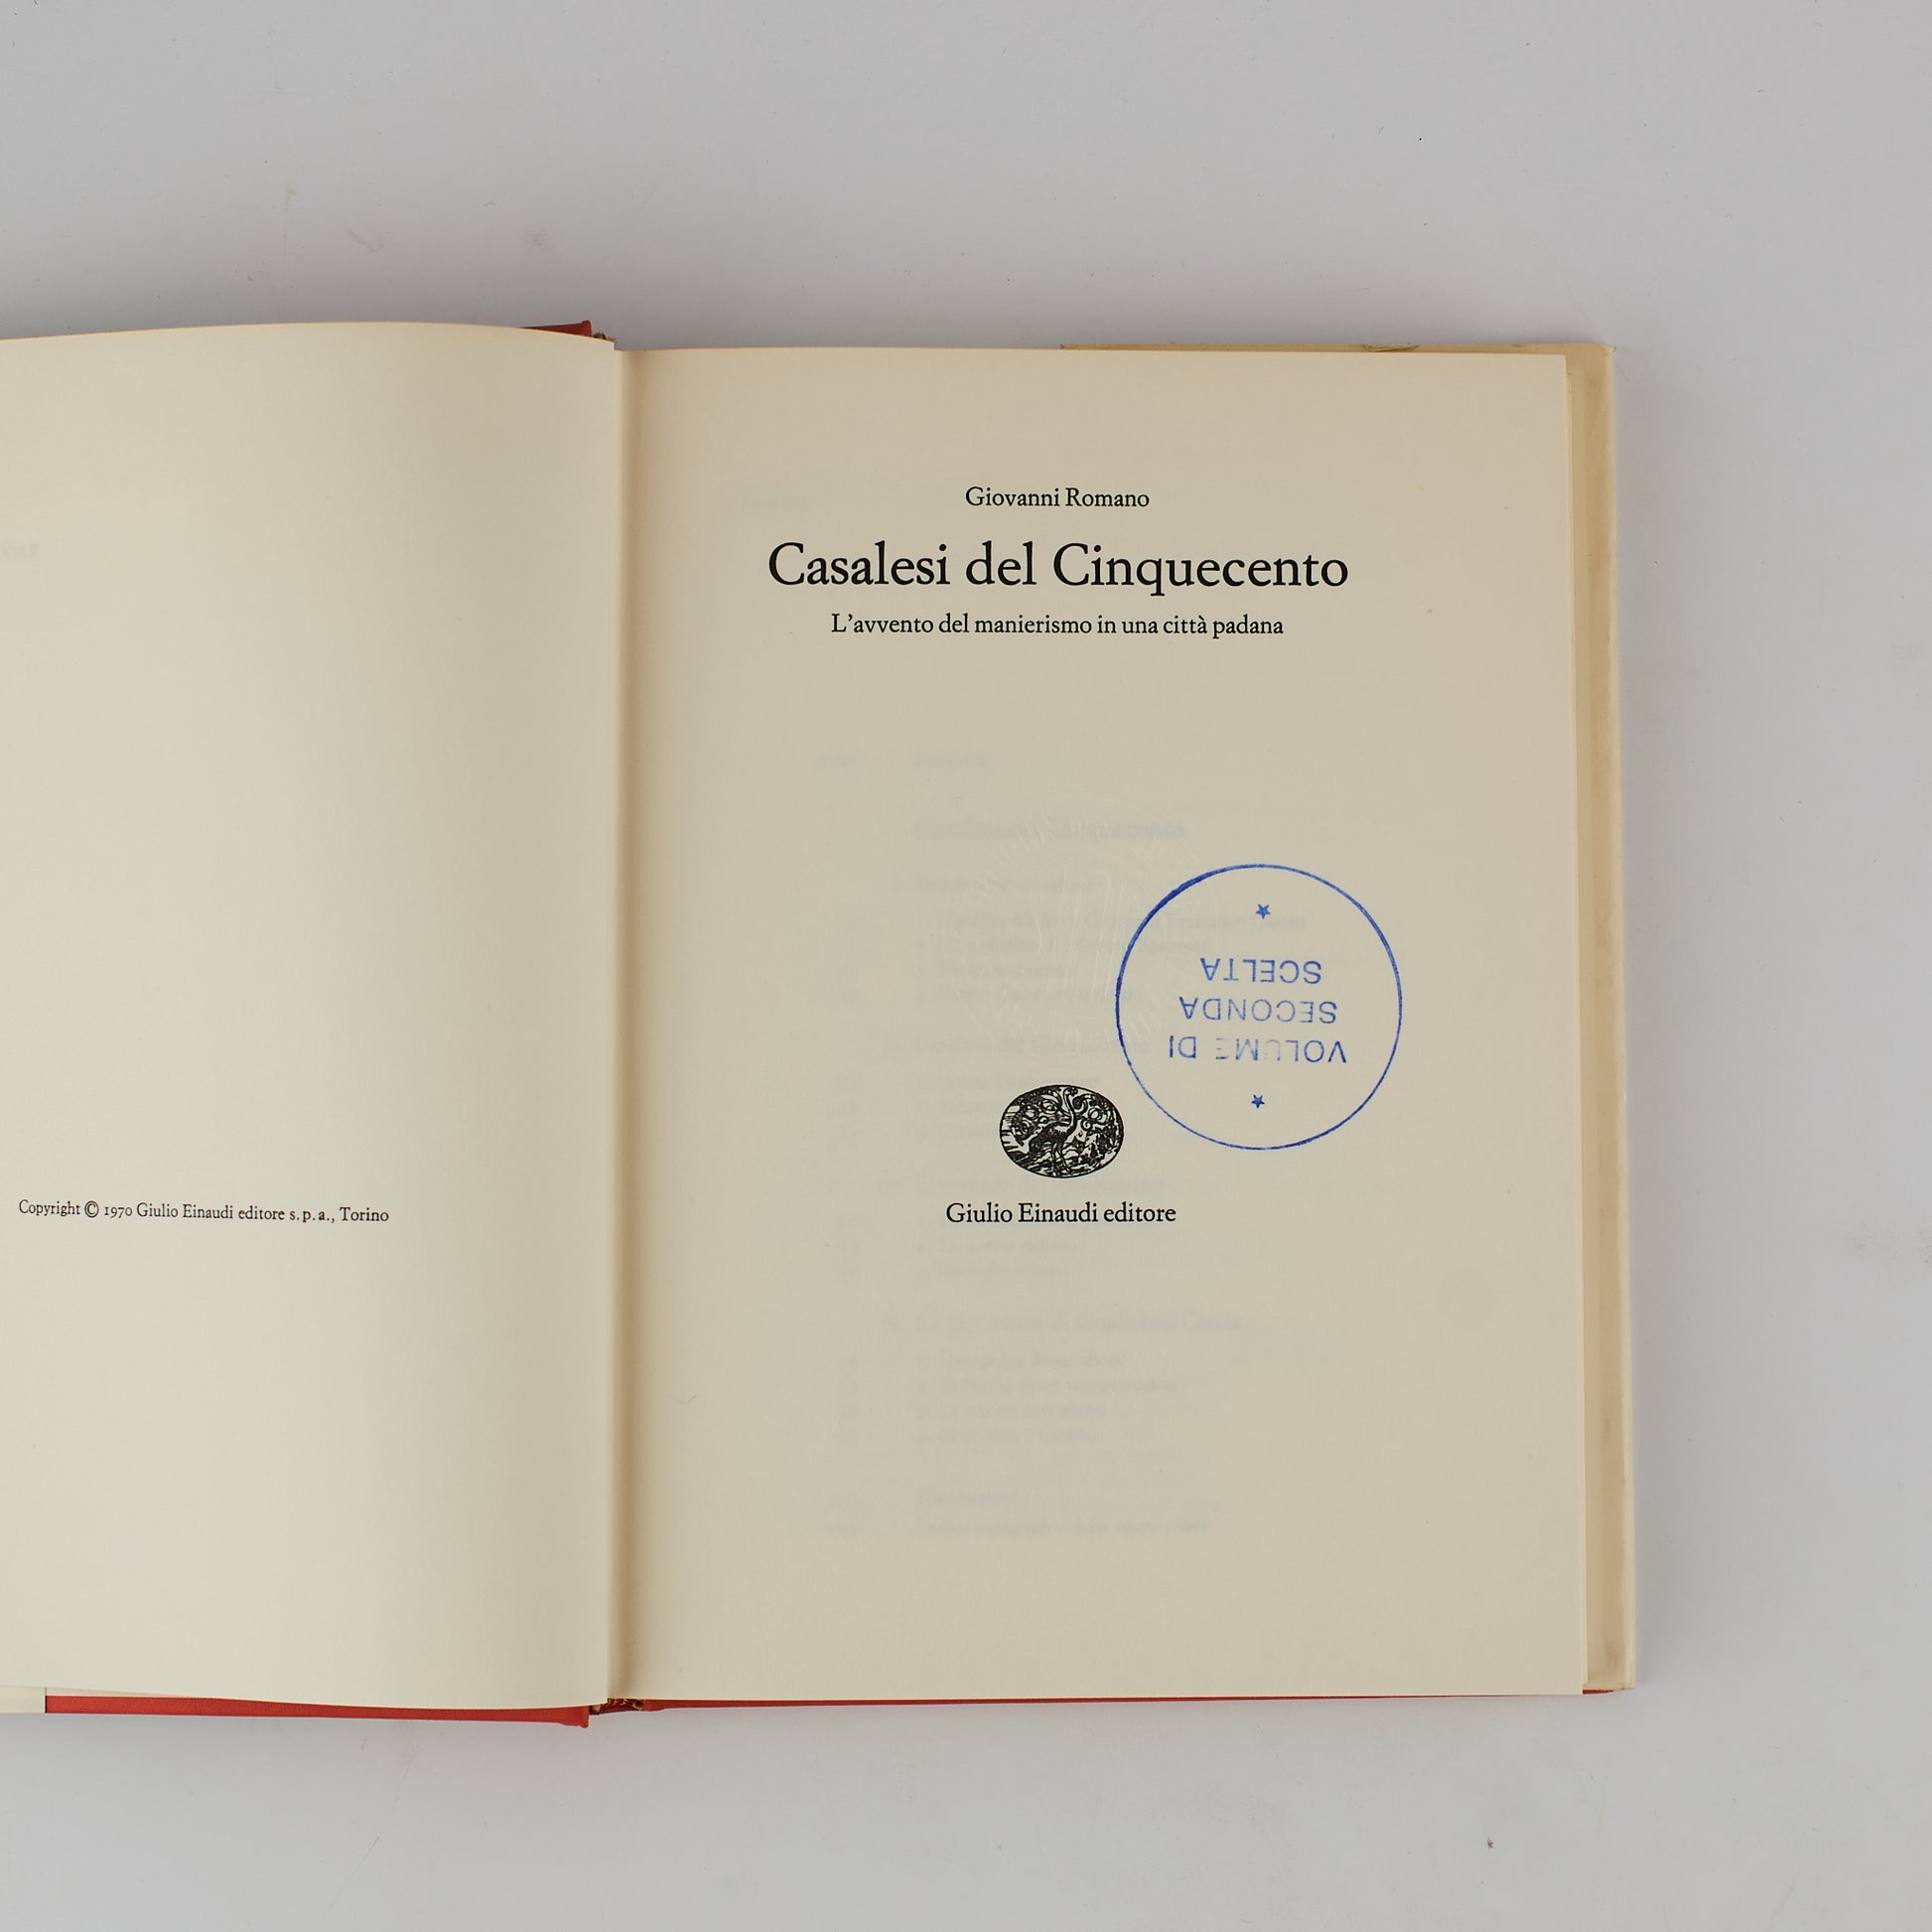 Copyright © 1970 Giulio Einaudi editore s.p.a., Torino
Giovanni Romano
Casalesi del Cinquecento
L'avvento del manierismo in una città padana
VOLUME DI
SECONDA
SCELTA
Giulio Einaudi editore